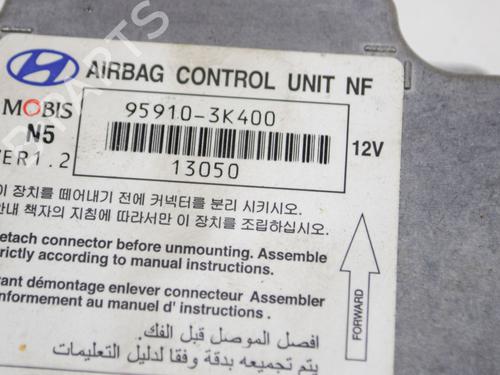 AIRBAG CONTROL UNIT NF
MOBIS
95910-3K400
N5
12V
VER1.2
13050
이 장치를 떼어내기 전에 커넥터를 분리 시키시오.
안내 책자의 지침에 따라서만 이 장치를 조립하십시오.
etach connector before unmounting. Assemble
trictly according to manual instructions.
vant démontage enlever connecteur Assembler
onformement au manuel d' instructions.
افصل الموصل قبل الفك.
يتم تجميعه بدقة وفقا لدليل التعليمات
FORWARD